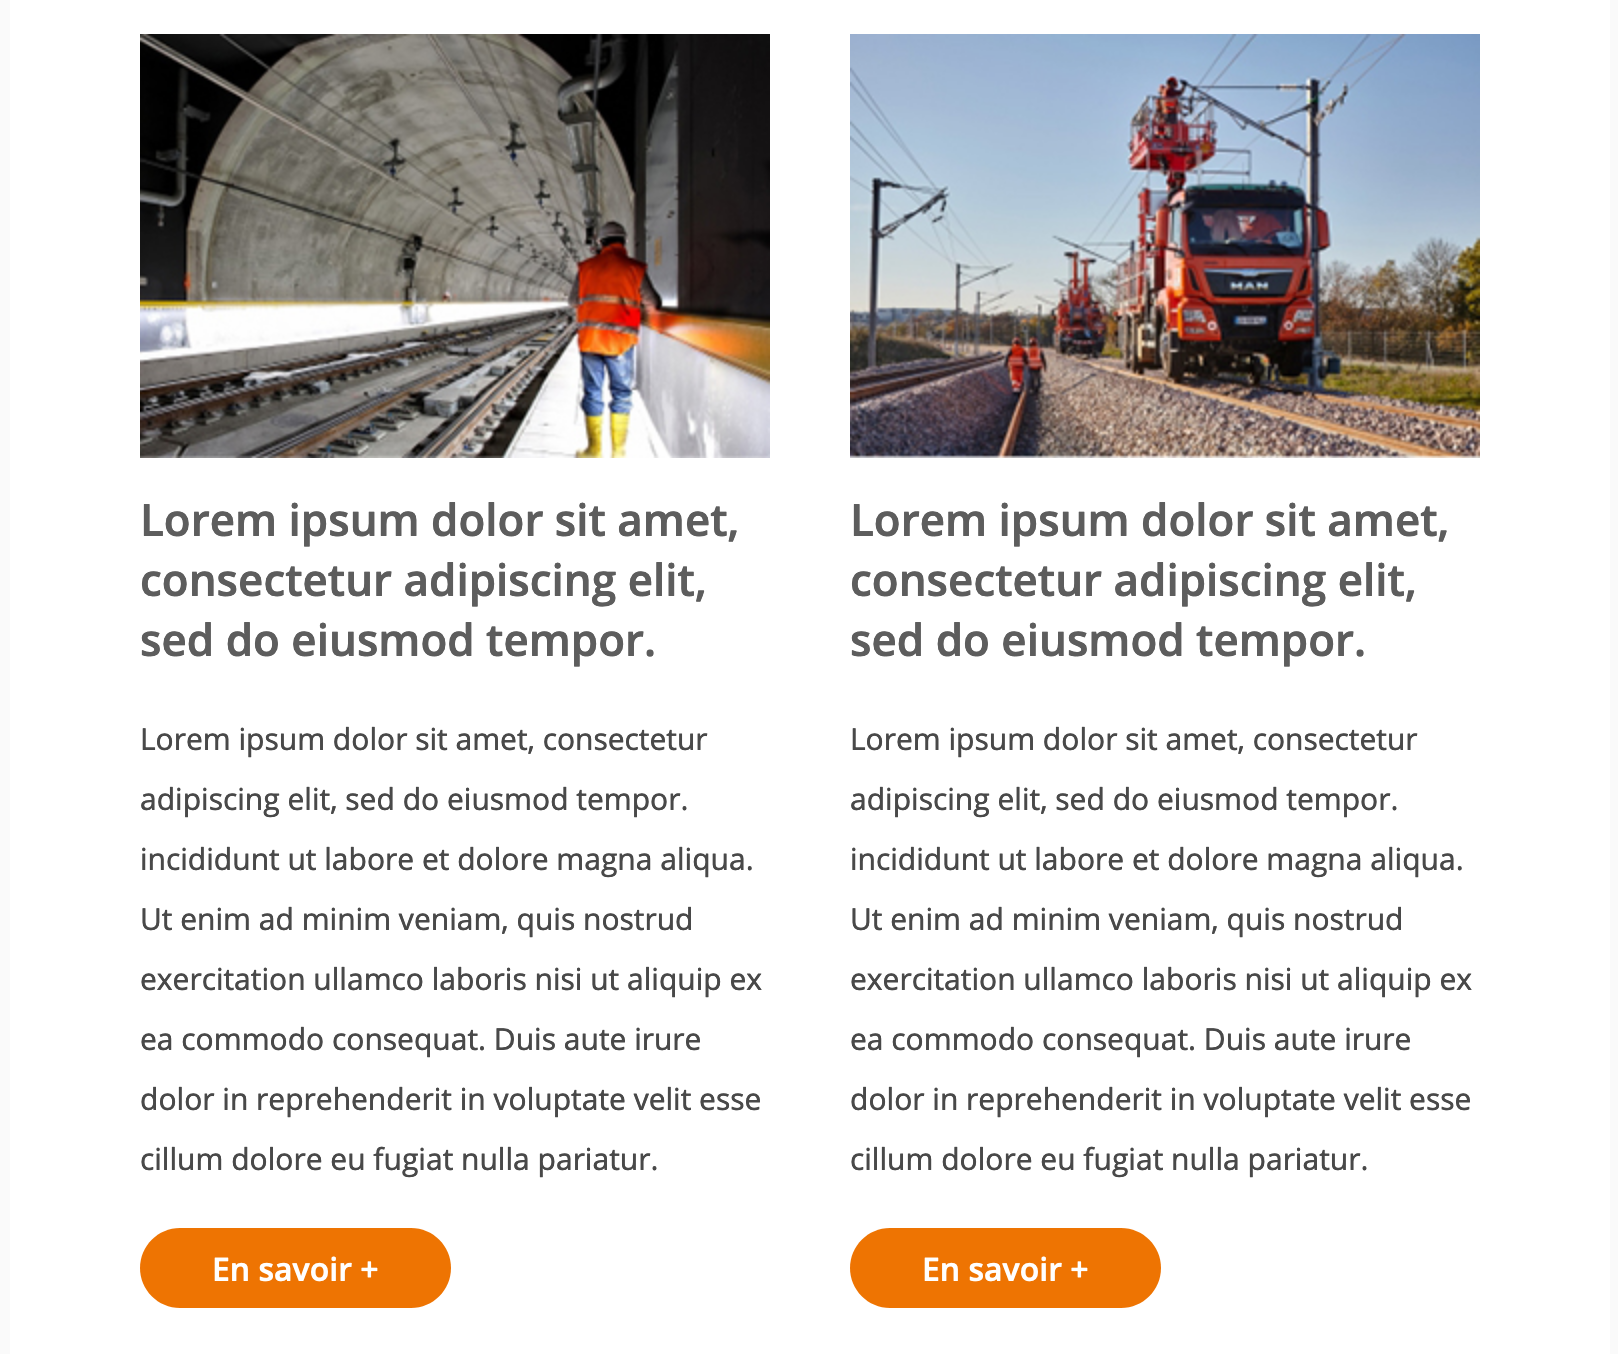 MAN
Lorem ipsum dolor sit amet,
consectetur adipiscing elit,
sed do eiusmod tempor.
Lorem ipsum dolor sit amet, consectetur
adipiscing elit, sed do eiusmod tempor.
incididunt ut labore et dolore magna aliqua.
Ut enim ad minim veniam, quis nostrud
exercitation ullamco laboris nisi ut aliquip ex
ea commodo consequat. Duis aute irure
dolor in reprehenderit in voluptate velit esse
cillum dolore eu fugiat nulla pariatur.
En savoir +
Lorem ipsum dolor sit amet,
consectetur adipiscing elit,
sed do eiusmod tempor.
Lorem ipsum dolor sit amet, consectetur
adipiscing elit, sed do eiusmod tempor.
incididunt ut labore et dolore magna aliqua.
Ut enim ad minim veniam, quis nostrud
exercitation ullamco laboris nisi ut aliquip ex
ea commodo consequat. Duis aute irure
dolor in reprehenderit in voluptate velit esse
cillum dolore eu fugiat nulla pariatur.
En savoir +